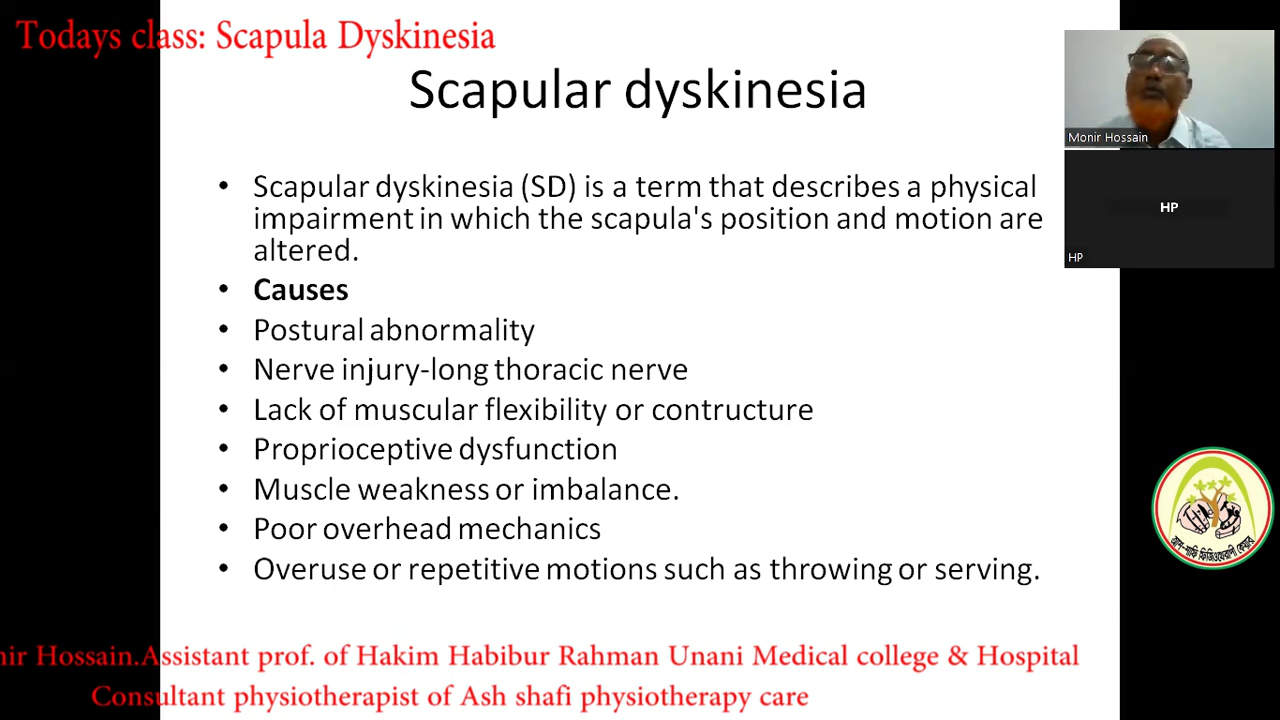 Todays class: Scapula Dyskinesia
Scapular dyskinesia
Monir Hossain
HP
HP
• Scapular dyskinesia (SD) is a term that describes a physical
impairment in which the scapula's position and motion are
altered.
• Causes
• Postural abnormality
• Nerve injury-long thoracic nerve
• Lack of muscular flexibility or contructure
• Proprioceptive dysfunction
• Muscle weakness or imbalance.
• Poor overhead mechanics
• Overuse or repetitive motions such as throwing or serving.
আশ-শাফি ফিজিওথেরাপী কেয়ার
Hossain.Assistant prof. of Hakim Habibur Rahman Unani Medical college & Hospital
Consultant physiotherapist of Ash shafi physiotherapy care